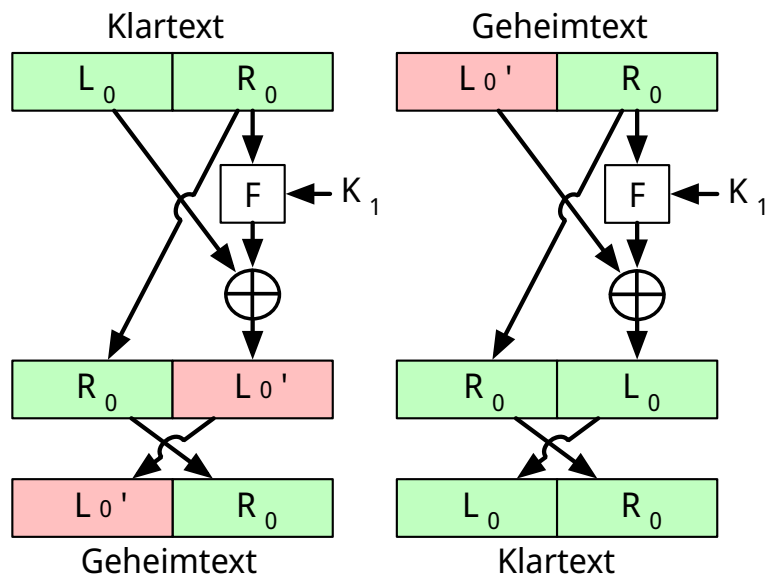 Klartext
L 0 R 0
F K 1
R 0 L 0 '
L 0 ' R 0
Geheimtext
Geheimtext
L 0 ' R 0
F K 1
R 0 L 0
L 0 R 0
Klartext